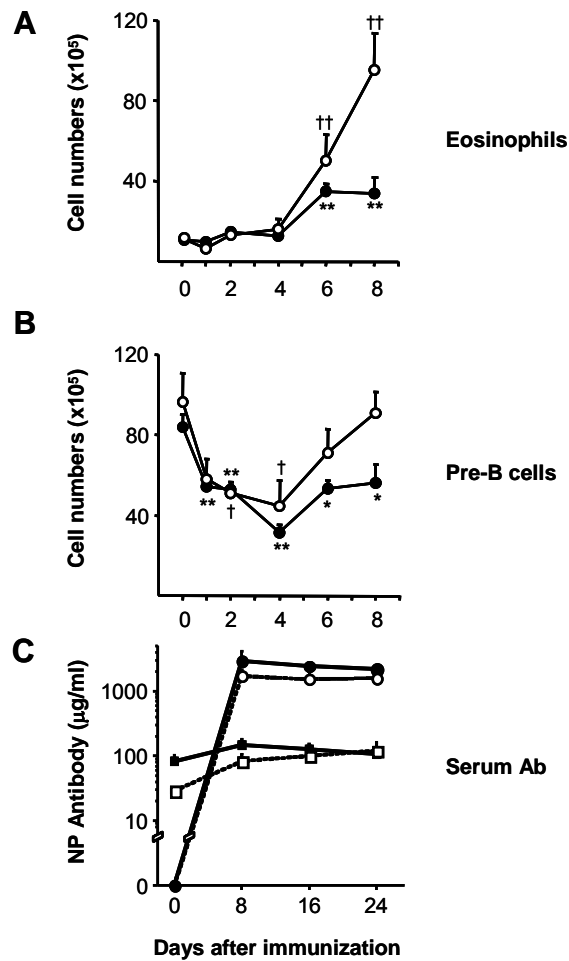 A
120
80
40
Cell numbers (x10⁵)
††
††
**
**
Eosinophils
0 2 4 6 8
B
120
80
40
Cell numbers (x10⁵)
**
**
†
†
**
*
*
Pre-B cells
0 2 4 6 8
C
1000
100
10
0
NP Antibody (μg/ml)
Serum Ab
0 8 16 24
Days after immunization